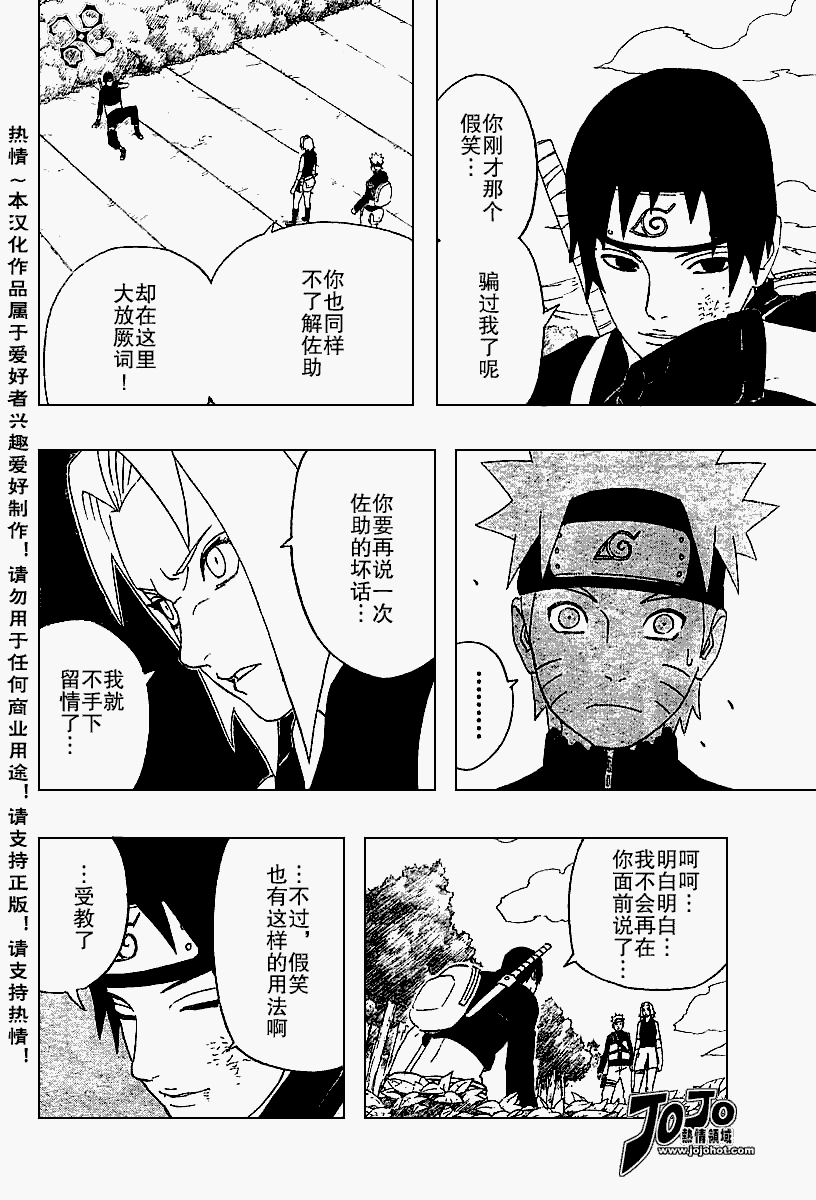 你刚才那个
假笑…
骗过我了呢
你也同样
不了解佐助
却在这里
大放厥词！
………
你要再说一次
佐助的坏话…
我就
不手下
留情了…
呵呵…
明白明白…
我不会再在
你面前说了…
…不过，假笑
也有这样的用法啊
…受教了
热情～本汉化作品属于爱好者兴趣爱好制作！请勿用于任何商业用途！请支持正版！请支持热情！
JOJO
熱情領域
www.jojohot.com